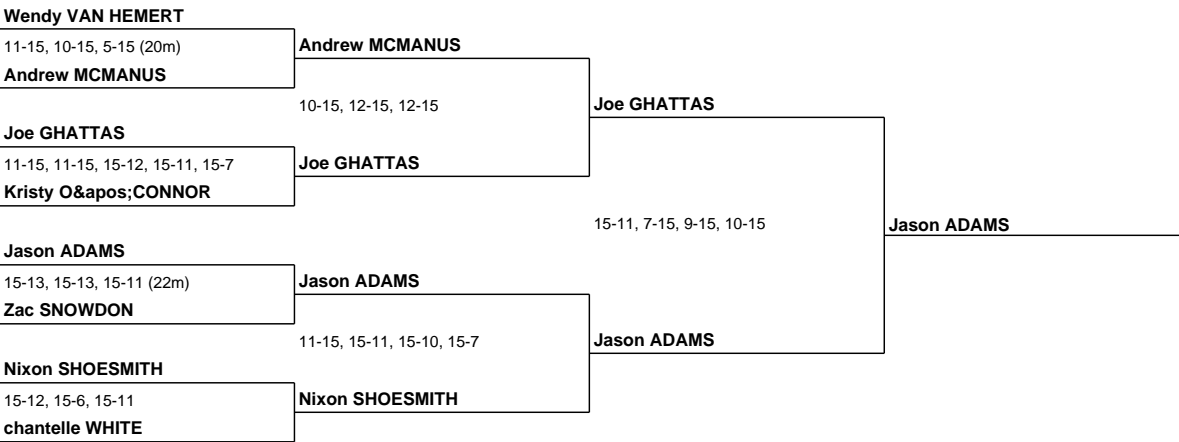 Wendy VAN HEMERT
11-15, 10-15, 5-15 (20m)
Andrew MCMANUS
Andrew MCMANUS
10-15, 12-15, 12-15
Joe GHATTAS
Joe GHATTAS
11-15, 11-15, 15-12, 15-11, 15-7
Joe GHATTAS
Kristy O&apos;CONNOR
15-11, 7-15, 9-15, 10-15
Jason ADAMS
Jason ADAMS
15-13, 15-13, 15-11 (22m)
Jason ADAMS
Zac SNOWDON
11-15, 15-11, 15-10, 15-7
Jason ADAMS
Nixon SHOESMITH
15-12, 15-6, 15-11
Nixon SHOESMITH
chantelle WHITE